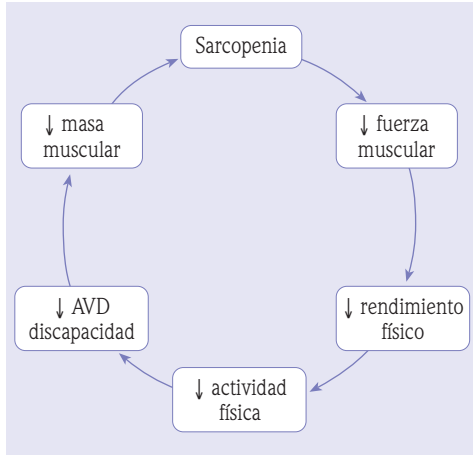 Sarcopenia
↓ fuerza
muscular
↓ rendimiento
físico
↓ actividad
física
↓ AVD
discapacidad
↓ masa
muscular